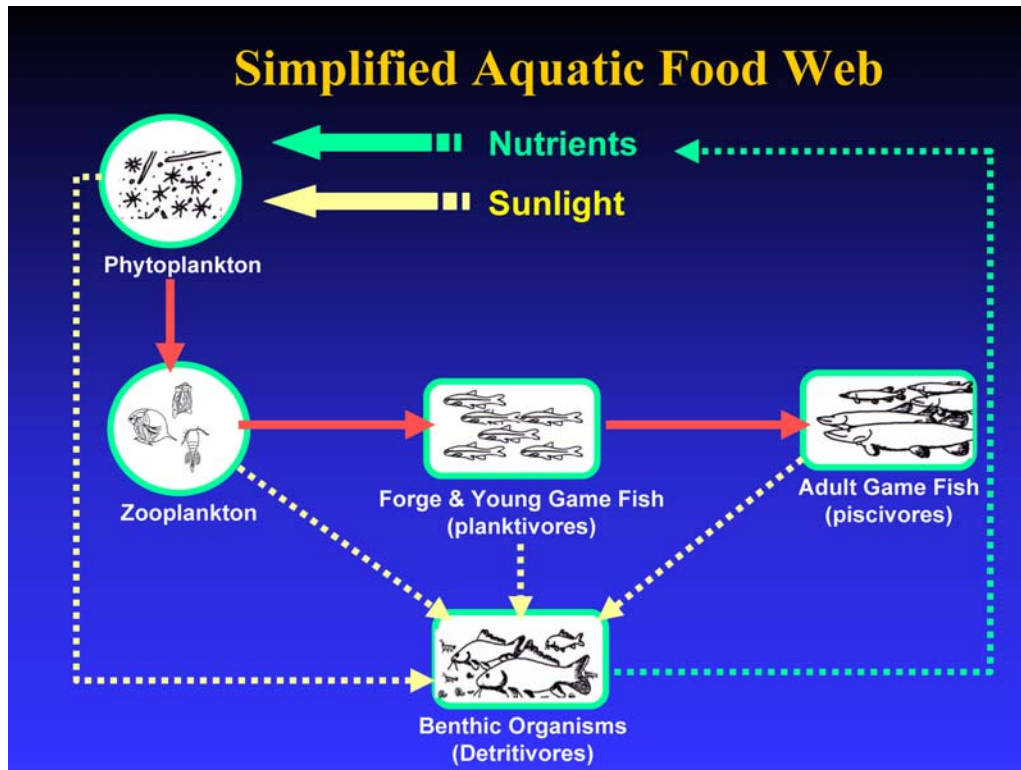 Simplified Aquatic Food Web
Nutrients
Sunlight
Phytoplankton
Zooplankton
Forge & Young Game Fish
(planktivores)
Adult Game Fish
(piscivores)
Benthic Organisms
(Detritivores)